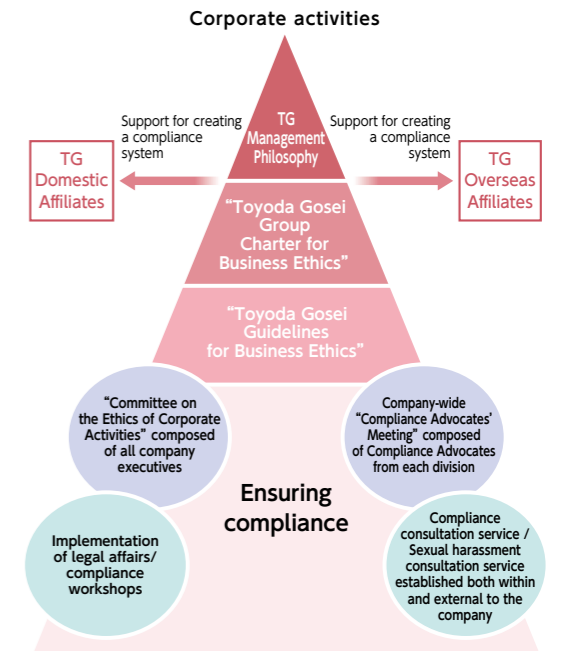 Corporate activities
Support for creating
a compliance
system
TG
Management
Philosophy
Support for creating
a compliance
system
TG
Domestic
Affiliates
TG
Overseas
Affiliates
“Toyoda Gosei
Group
Charter for
Business Ethics”
“Toyoda Gosei
Guidelines
for Business Ethics”
“Committee on
the Ethics of Corporate
Activities” composed
of all company
executives
Company-wide
“Compliance Advocates’
Meeting” composed
of Compliance Advocates
from each division
Ensuring
compliance
Implementation
of legal affairs/
compliance
workshops
Compliance
consultation service /
Sexual harassment
consultation service
established both within
and external to the
company